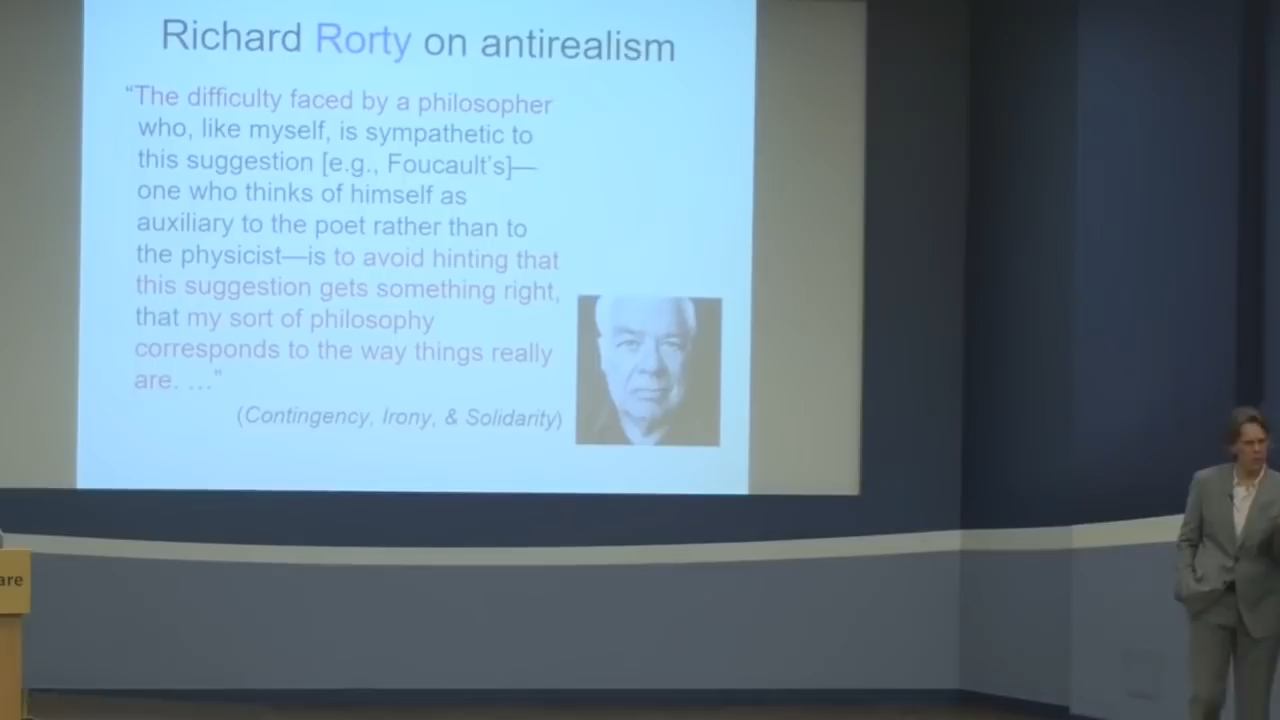 Richard Rorty on antirealism
“The difficulty faced by a philosopher
who, like myself, is sympathetic to
this suggestion [e.g., Foucault’s]—
one who thinks of himself as
auxiliary to the poet rather than to
the physicist—is to avoid hinting that
this suggestion gets something right,
that my sort of philosophy
corresponds to the way things really
are. …”
(Contingency, Irony, & Solidarity)
are